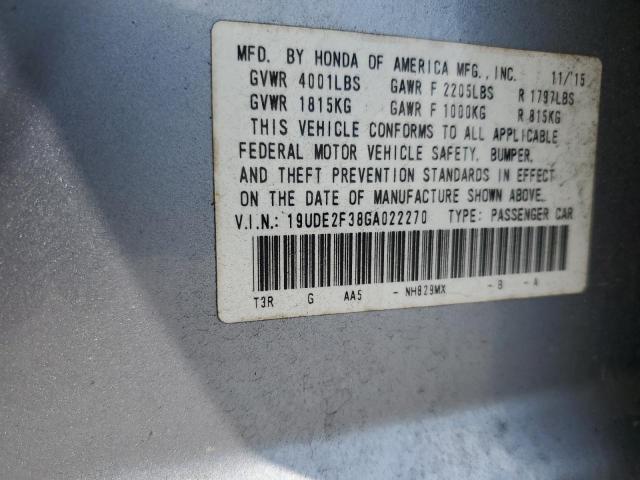 MFD. BY HONDA OF AMERICA MFG., INC. 11/'15
GVWR 4001LBS GAWR F 2205LBS R 1797LBS
GVWR 1815KG GAWR F 1000KG R 815KG
THIS VEHICLE CONFORMS TO ALL APPLICABLE
FEDERAL MOTOR VEHICLE SAFETY, BUMPER,
AND THEFT PREVENTION STANDARDS IN EFFECT
ON THE DATE OF MANUFACTURE SHOWN ABOVE.
V.I.N.: 19UDE2F38GA022270 TYPE: PASSENGER CAR
T3R G AA5 - NH829MX - B - A